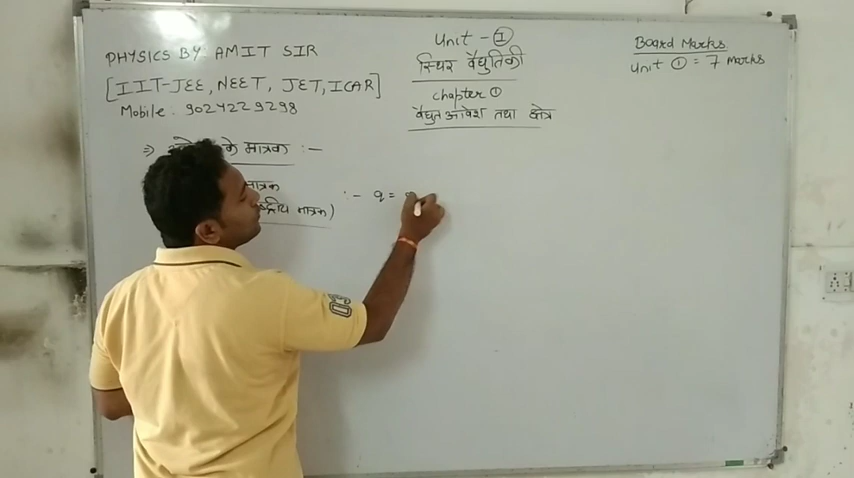 PHYSICS BY: AMIT SIR
[IIT-JEE, NEET, JET, ICAR]
Mobile: 9024229298
Unit - I
स्थिर वैद्युतिकी
chapter ①
वैद्युत आवेश तथा क्षेत्र
Board Marks
Unit ① = 7 Marks
⇒ के मात्रक :-
मात्रक
मात्रक)
:- q =